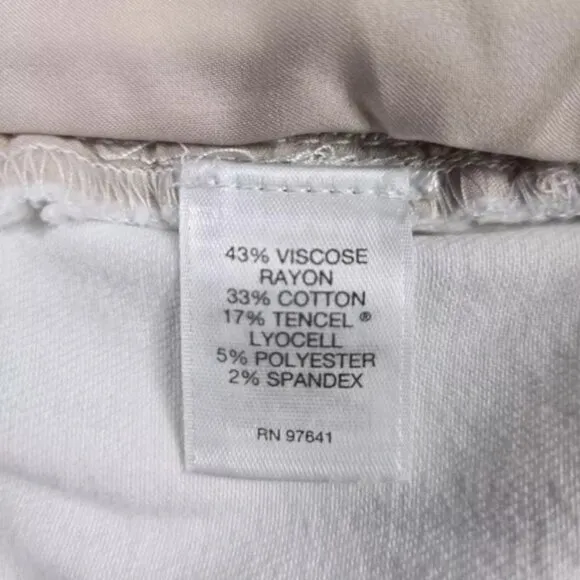 43% VISCOSE
RAYON
33% COTTON
17% TENCEL ®
LYOCELL
5% POLYESTER
2% SPANDEX
RN 97641